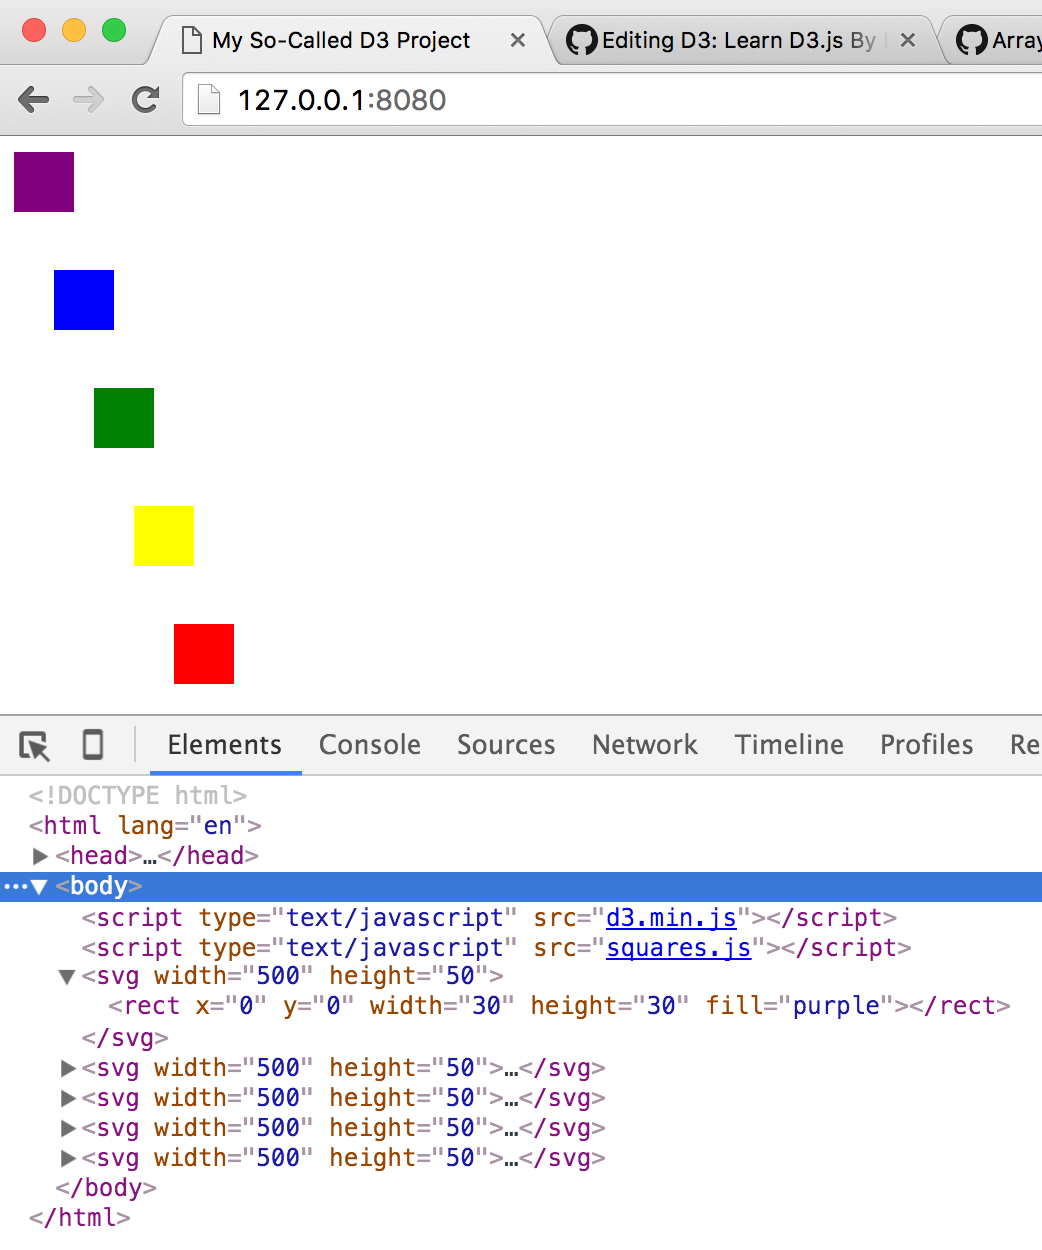 My So-Called D3 Project
Editing D3: Learn D3.js By
Array
127.0.0.1:8080
Elements Console Sources Network Timeline Profiles Re
<!DOCTYPE html>
<html lang="en">
<head>…</head>
<body>
<script type="text/javascript" src="d3.min.js"></script>
<script type="text/javascript" src="squares.js"></script>
<svg width="500" height="50">
<rect x="0" y="0" width="30" height="30" fill="purple"></rect>
</svg>
<svg width="500" height="50">…</svg>
<svg width="500" height="50">…</svg>
<svg width="500" height="50">…</svg>
<svg width="500" height="50">…</svg>
</body>
</html>